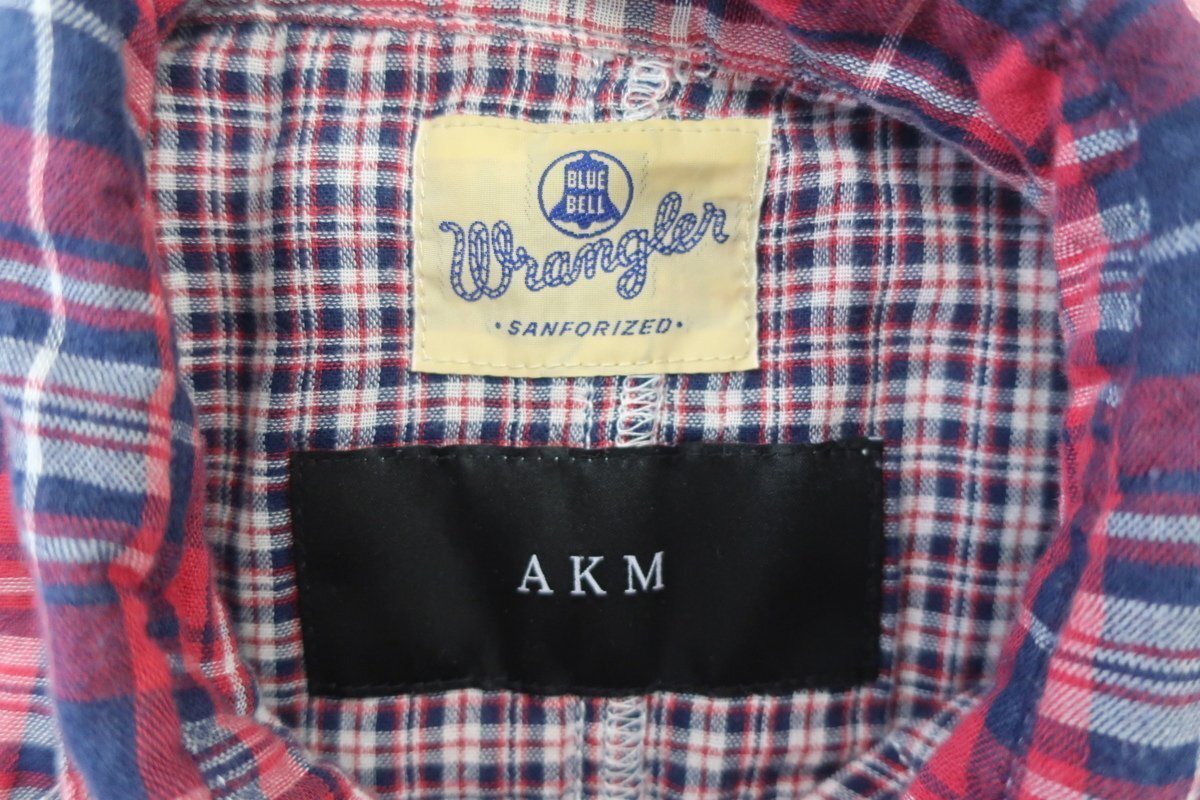 BLUE
BELL
Wrangler
•SANFORIZED•
AKM